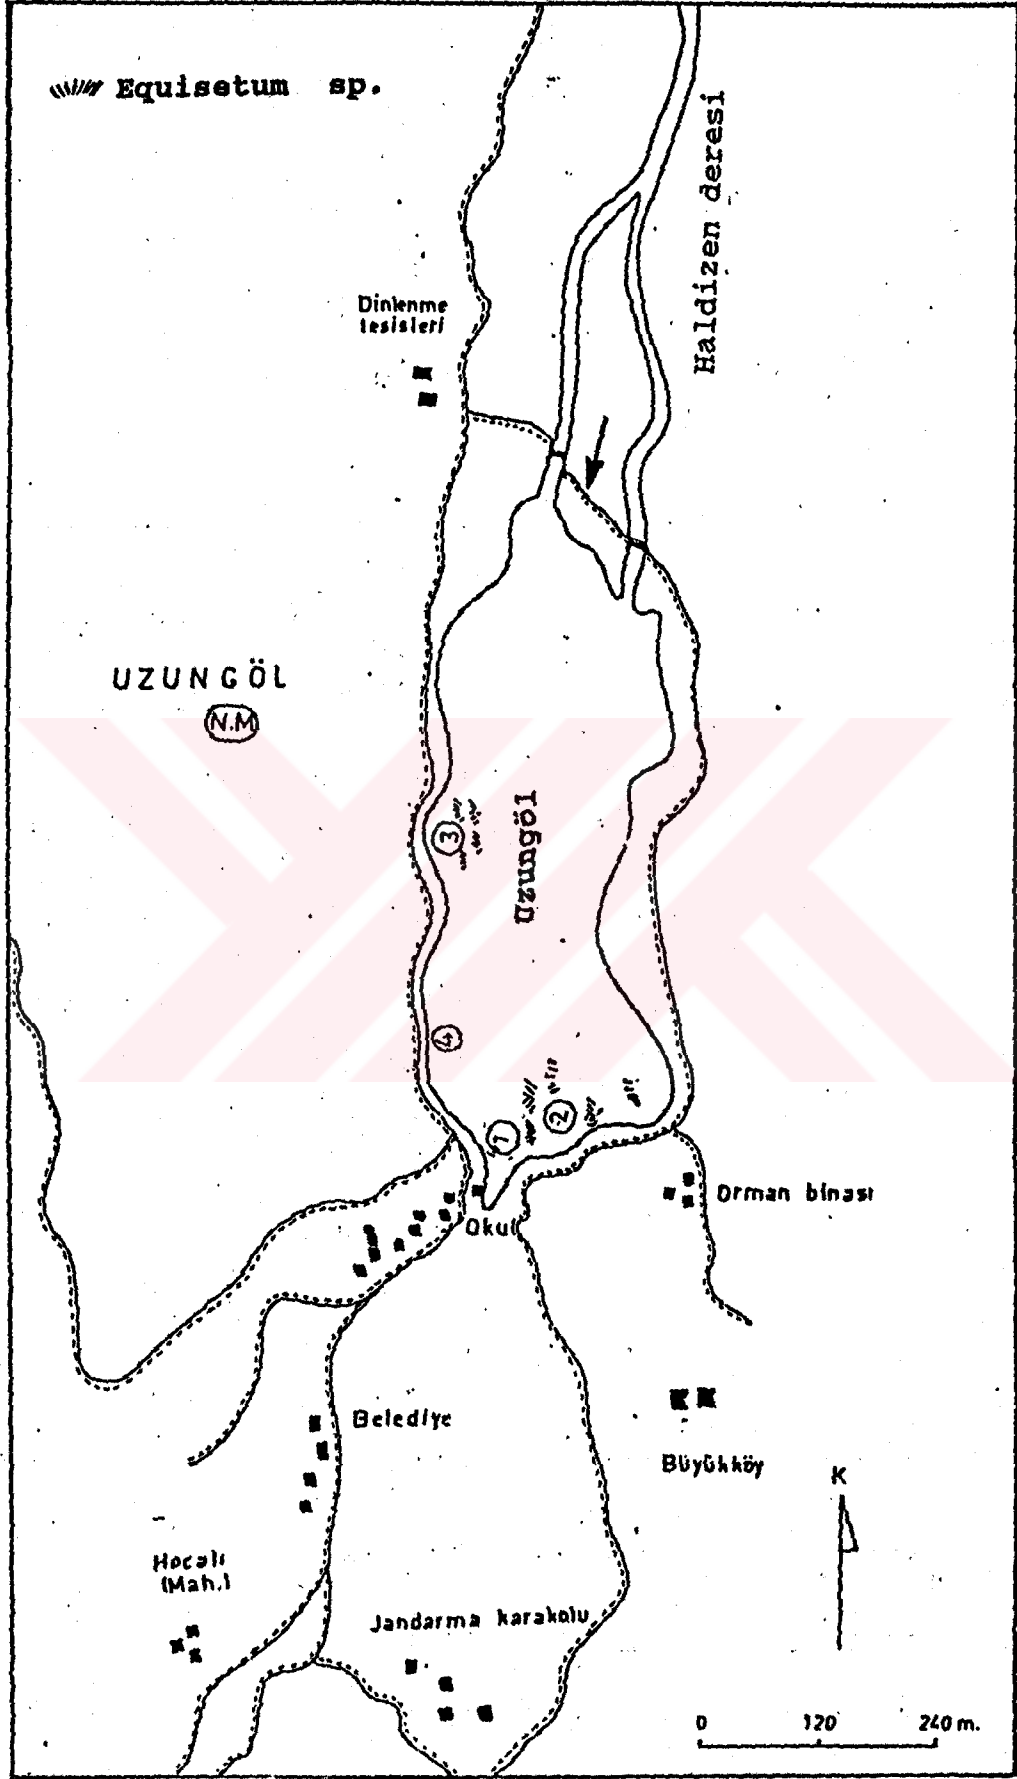 Equisetum sp.
Haldizen deresi
Dinlenme
tesisleri
UZUNGÖL
N.M
Uzungöl
3
4
1
2
Orman binası
Okul
Belediye
Büyükköy
K
Hocalı
(Mah.)
Jandarma karakolu
0 120 240 m.